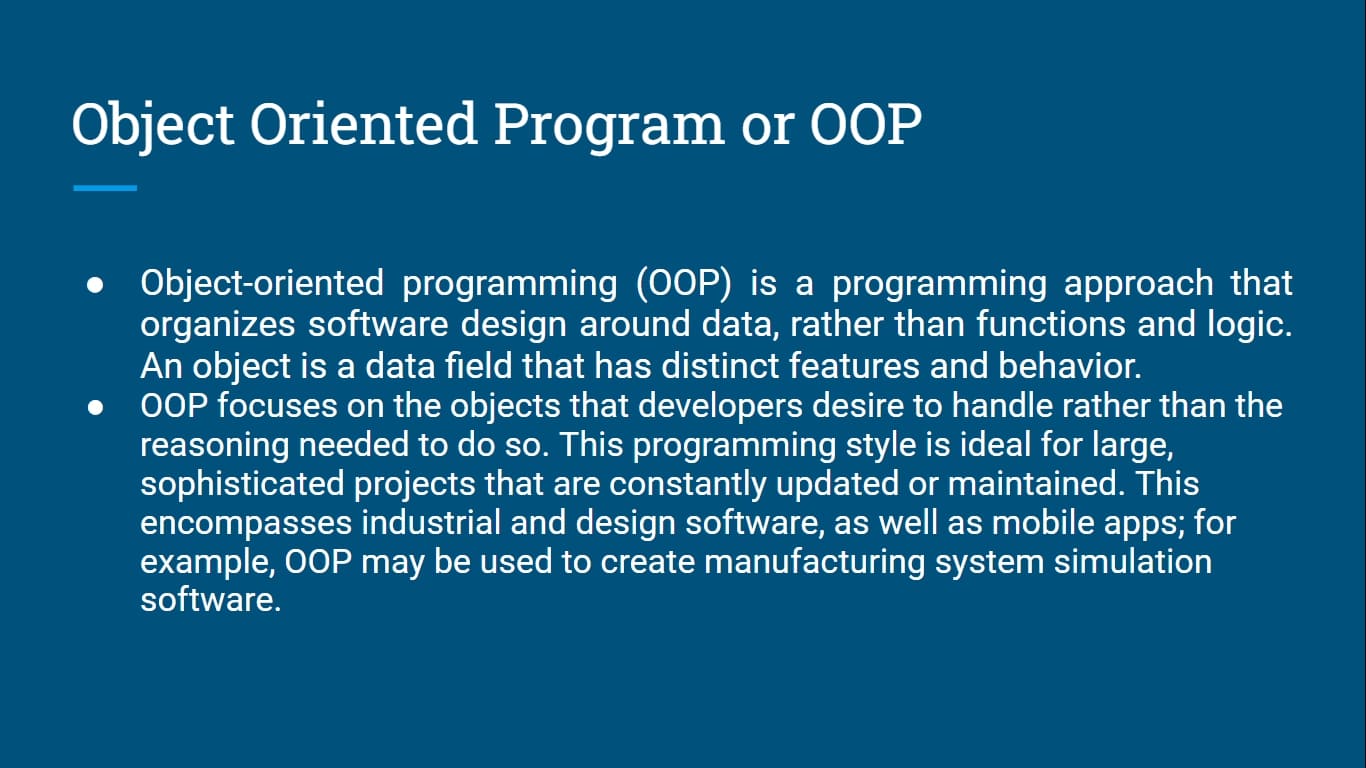 Object Oriented Program or OOP
● Object-oriented programming (OOP) is a programming approach that
organizes software design around data, rather than functions and logic.
An object is a data field that has distinct features and behavior.
● OOP focuses on the objects that developers desire to handle rather than the
reasoning needed to do so. This programming style is ideal for large,
sophisticated projects that are constantly updated or maintained. This
encompasses industrial and design software, as well as mobile apps; for
example, OOP may be used to create manufacturing system simulation
software.